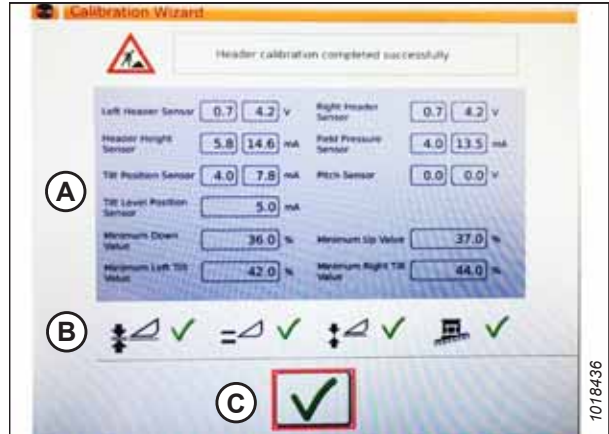 Calibration Wizard
Header calibration completed successfully
Left Header Sensor 0.7 4.2 V Right Header Sensor 0.7 4.2 V
Header Height Sensor 5.8 14.6 mA Field Pressure Sensor 4.0 13.5 mA
Tilt Position Sensor 4.0 7.8 mA Pitch Sensor 0.0 0.0 V
Tilt Level Position Sensor 5.0 mA
Minimum Down Value 36.0 % Minimum Up Value 37.0 %
Minimum Left Tilt Value 42.0 % Minimum Right Tilt Value 44.0 %
A
B
C
1018436